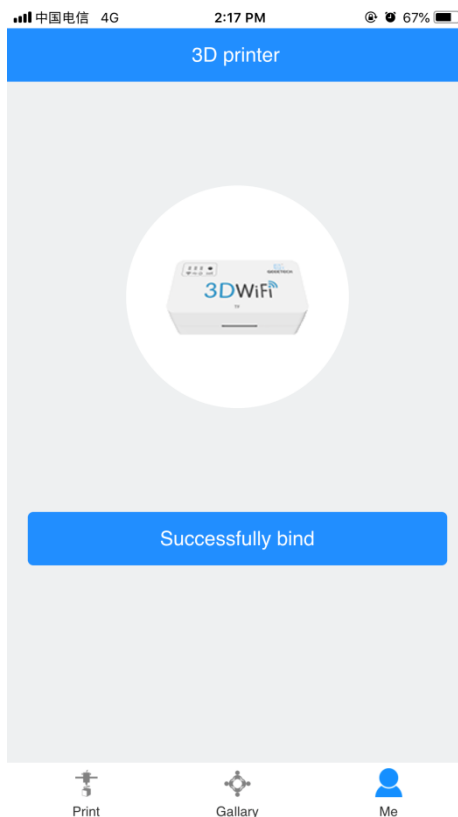 中国电信 4G 2:17 PM 67%
3D printer
3DWiFi
Successfully bind
Print Gallary Me